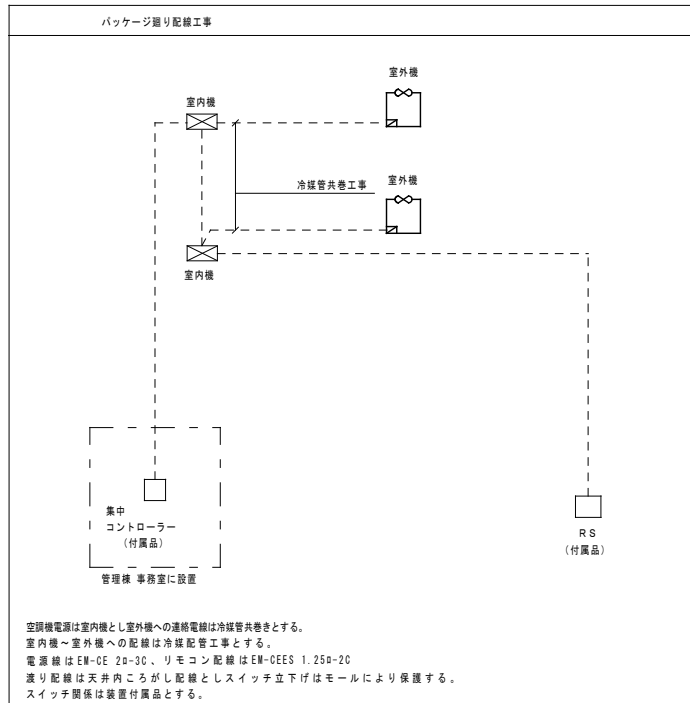 パッケージ廻り配線工事
室外機
室内機
冷媒管共巻工事
室外機
室内機
集中
コントローラー
(付属品)
RS
(付属品)
管理棟 事務室に設置
空調機電源は室内機とし室外機への連絡電線は冷媒管共巻きとする。
室内機~室外機への配線は冷媒配管工事とする。
電源線はEM-CE 2□-3C、リモコン配線はEM-CEES 1.25□-2C
渡り配線は天井内ころがし配線としスイッチ立下げはモールにより保護する。
スイッチ関係は装置付属品とする。